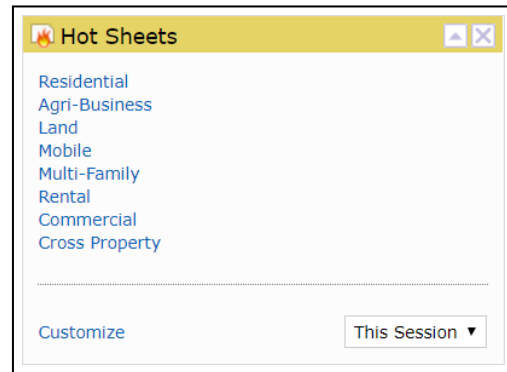 Hot Sheets
Residential
Agri-Business
Land
Mobile
Multi-Family
Rental
Commercial
Cross Property
Customize
This Session